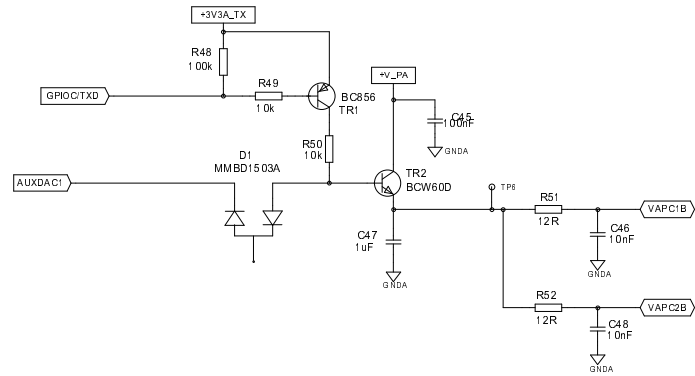 +3V3A_TX
R48
100k
+V_PA
GPIOC/TXD
R49
10k
BC856
TR1
C45
100nF
GNDA
R50
10k
D1
MMBD1503A
AUXDAC1
TR2
BCW60D
TP6
R51
12R
VAPC1B
C46
10nF
GNDA
C47
1uF
GNDA
R52
12R
VAPC2B
C48
10nF
GNDA